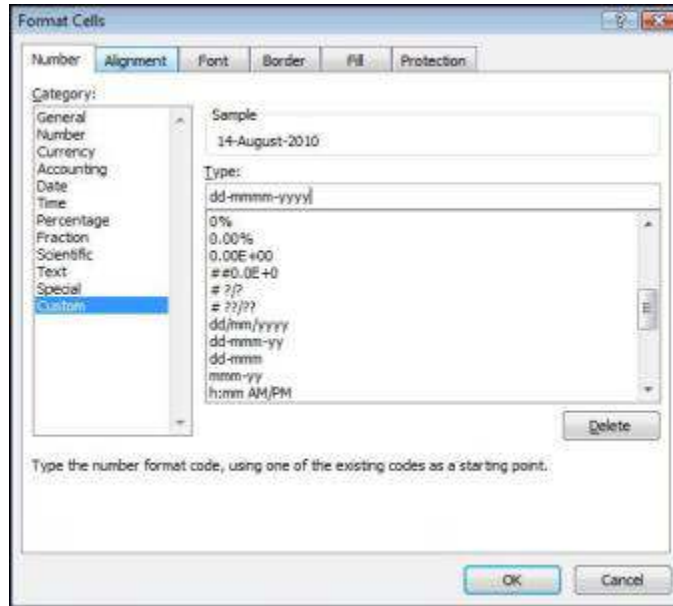 Format Cells
Number Alignment Font Border Fill Protection
Category:
General
Number
Currency
Accounting
Date
Time
Percentage
Fraction
Scientific
Text
Special
Custom
Sample
14-August-2010
Type:
dd-mmmm-yyyy
0%
0.00%
0.00E+00
##0.0E+0
# ?/?
# ??/??
dd/mm/yyyy
dd-mmm-yy
dd-mmm
mmm-yy
h:mm AM/PM
Delete
Type the number format code, using one of the existing codes as a starting point.
OK Cancel